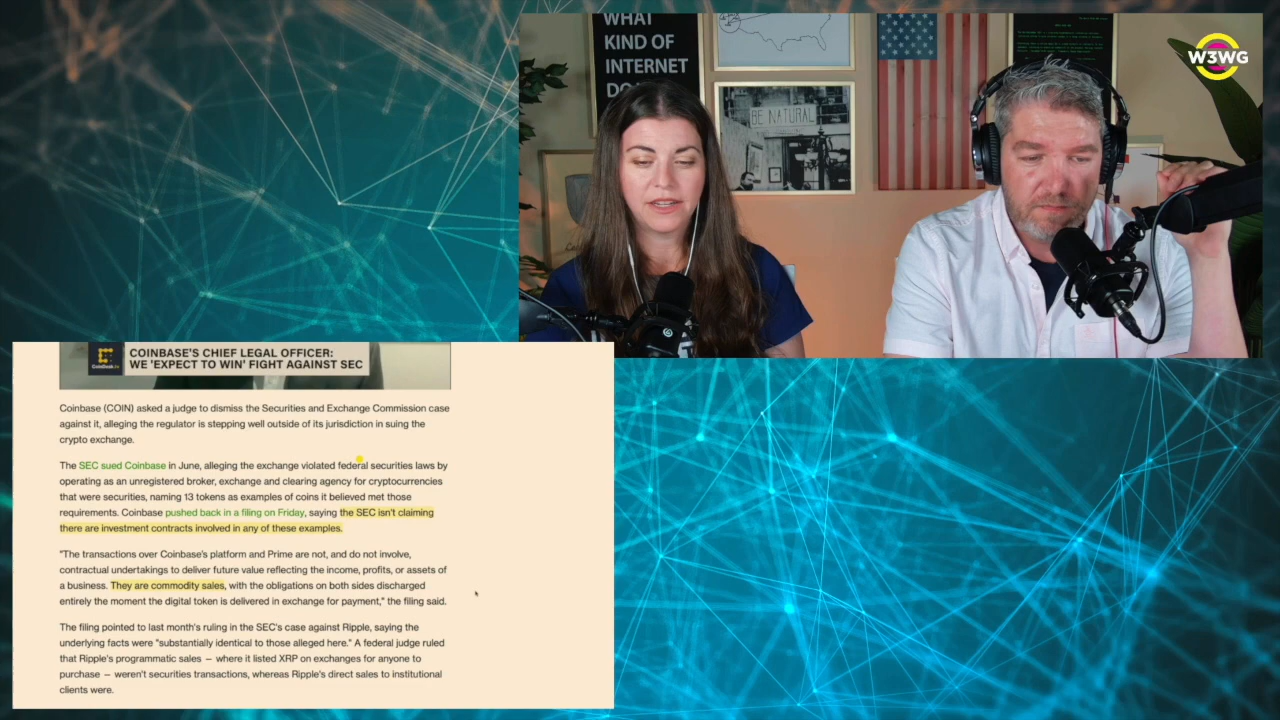 WHAT
KIND OF
INTERNET
DO
BE NATURAL
W3WG
COINBASE'S CHIEF LEGAL OFFICER:
WE 'EXPECT TO WIN' FIGHT AGAINST SEC
Coinbase (COIN) asked a judge to dismiss the Securities and Exchange Commission case
against it, alleging the regulator is stepping well outside of its jurisdiction in suing the
crypto exchange.
The SEC sued Coinbase in June, alleging the exchange violated federal securities laws by
operating as an unregistered broker, exchange and clearing agency for cryptocurrencies
that were securities, naming 13 tokens as examples of coins it believed met those
requirements. Coinbase pushed back in a filing on Friday, saying the SEC isn't claiming
there are investment contracts involved in any of these examples.
"The transactions over Coinbase's platform and Prime are not, and do not involve,
contractual undertakings to deliver future value reflecting the income, profits, or assets of
a business. They are commodity sales, with the obligations on both sides discharged
entirely the moment the digital token is delivered in exchange for payment," the filing said.
The filing pointed to last month's ruling in the SEC's case against Ripple, saying the
underlying facts were "substantially identical to those alleged here." A federal judge ruled
that Ripple's programmatic sales — where it listed XRP on exchanges for anyone to
purchase — weren't securities transactions, whereas Ripple's direct sales to institutional
clients were.